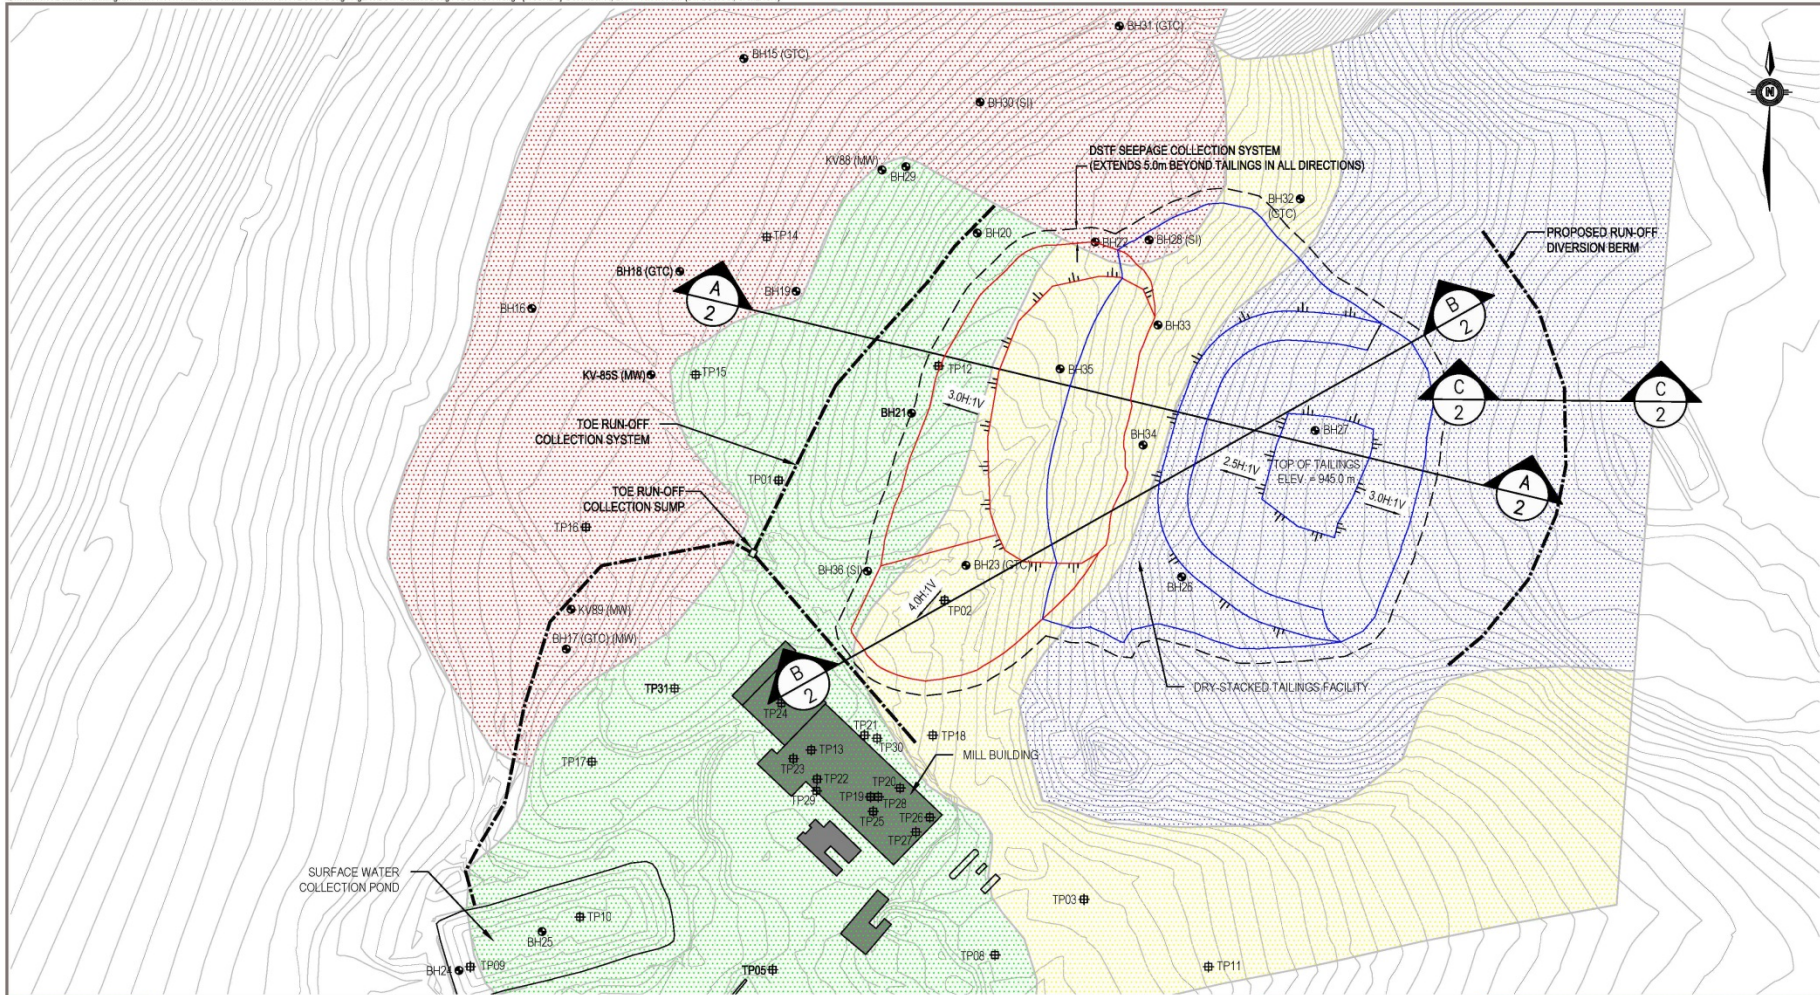 BH31 (GTC)
BH15 (GTC)
N
BH30 (SI)
DSTF SEEPAGE COLLECTION SYSTEM
(EXTENDS 5.0m BEYOND TAILINGS IN ALL DIRECTIONS)
KV88 (MW)
BH29
BH32
(GTC)
PROPOSED RUN-OFF
DIVERSION BERM
BH20
TP14
BH22
BH28 (SI)
BH18 (GTC)
A
2
BH19
BH16
B
2
BH33
TP12
BH35
KV-85S (MW)
TP15
3.0H:1V
C
2
C
2
BH21
TOE RUN-OFF
COLLECTION SYSTEM
BH34
BH27
2.5H:1V
TOP OF TAILINGS
ELEV. = 945.0 m
3.0H:1V
A
2
TP01
TOE RUN-OFF
COLLECTION SUMP
TP16
BH36 (SI)
BH23 (GTC)
BH26
4.0H:1V
TP02
KV89 (MW)
BH17 (GTC) (MW)
B
2
TP31
DRY-STACKED TAILINGS FACILITY
TP24
TP21
TP30
TP18
TP13
MILL BUILDING
TP17
TP23
TP22
TP29
TP20
TP19
TP28
TP25
TP26
TP27
SURFACE WATER
COLLECTION POND
TP03
TP10
BH25
TP08
BH24
TP09
TP05
TP11